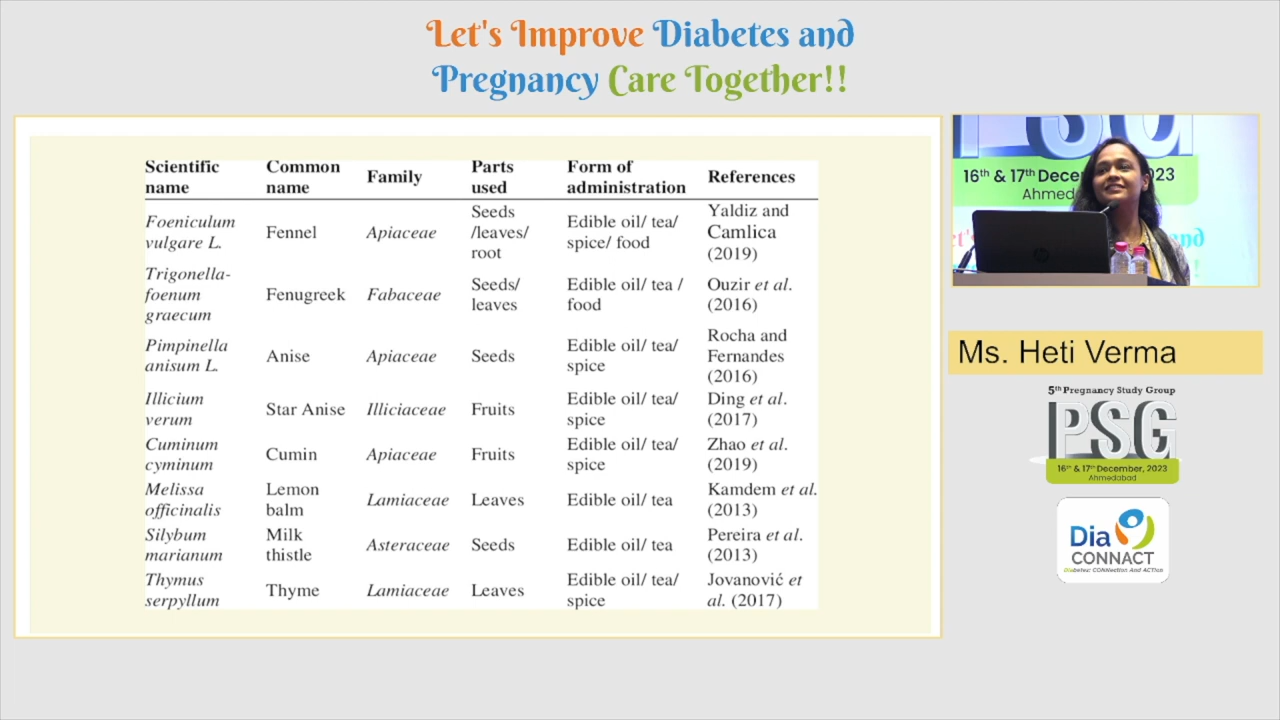 Let's Improve Diabetes and
Pregnancy Care Together!!
Scientific name Common name Family Parts used Form of administration References
Foeniculum vulgare L. Fennel Apiaceae Seeds /leaves/ root Edible oil/ tea/ spice/ food Yaldiz and Camlica (2019)
Trigonella-foenum graecum Fenugreek Fabaceae Seeds/ leaves Edible oil/ tea / food Ouzir et al. (2016)
Pimpinella anisum L. Anise Apiaceae Seeds Edible oil/ tea/ spice Rocha and Fernandes (2016)
Illicium verum Star Anise Illiciaceae Fruits Edible oil/ tea/ spice Ding et al. (2017)
Cuminum cyminum Cumin Apiaceae Fruits Edible oil/ tea/ spice Zhao et al. (2019)
Melissa officinalis Lemon balm Lamiaceae Leaves Edible oil/ tea Kamdem et al. (2013)
Silybum marianum Milk thistle Asteraceae Seeds Edible oil/ tea Pereira et al. (2013)
Thymus serpyllum Thyme Lamiaceae Leaves Edible oil/ tea/ spice Jovanović et al. (2017)
PSG
16th & 17th Decem 2023
Ahmed
Ms. Heti Verma
5th Pregnancy Study Group
PSG
16th & 17th December, 2023
Ahmedabad
Dia
CONNACT
Diabetes: CONNection And ACTion